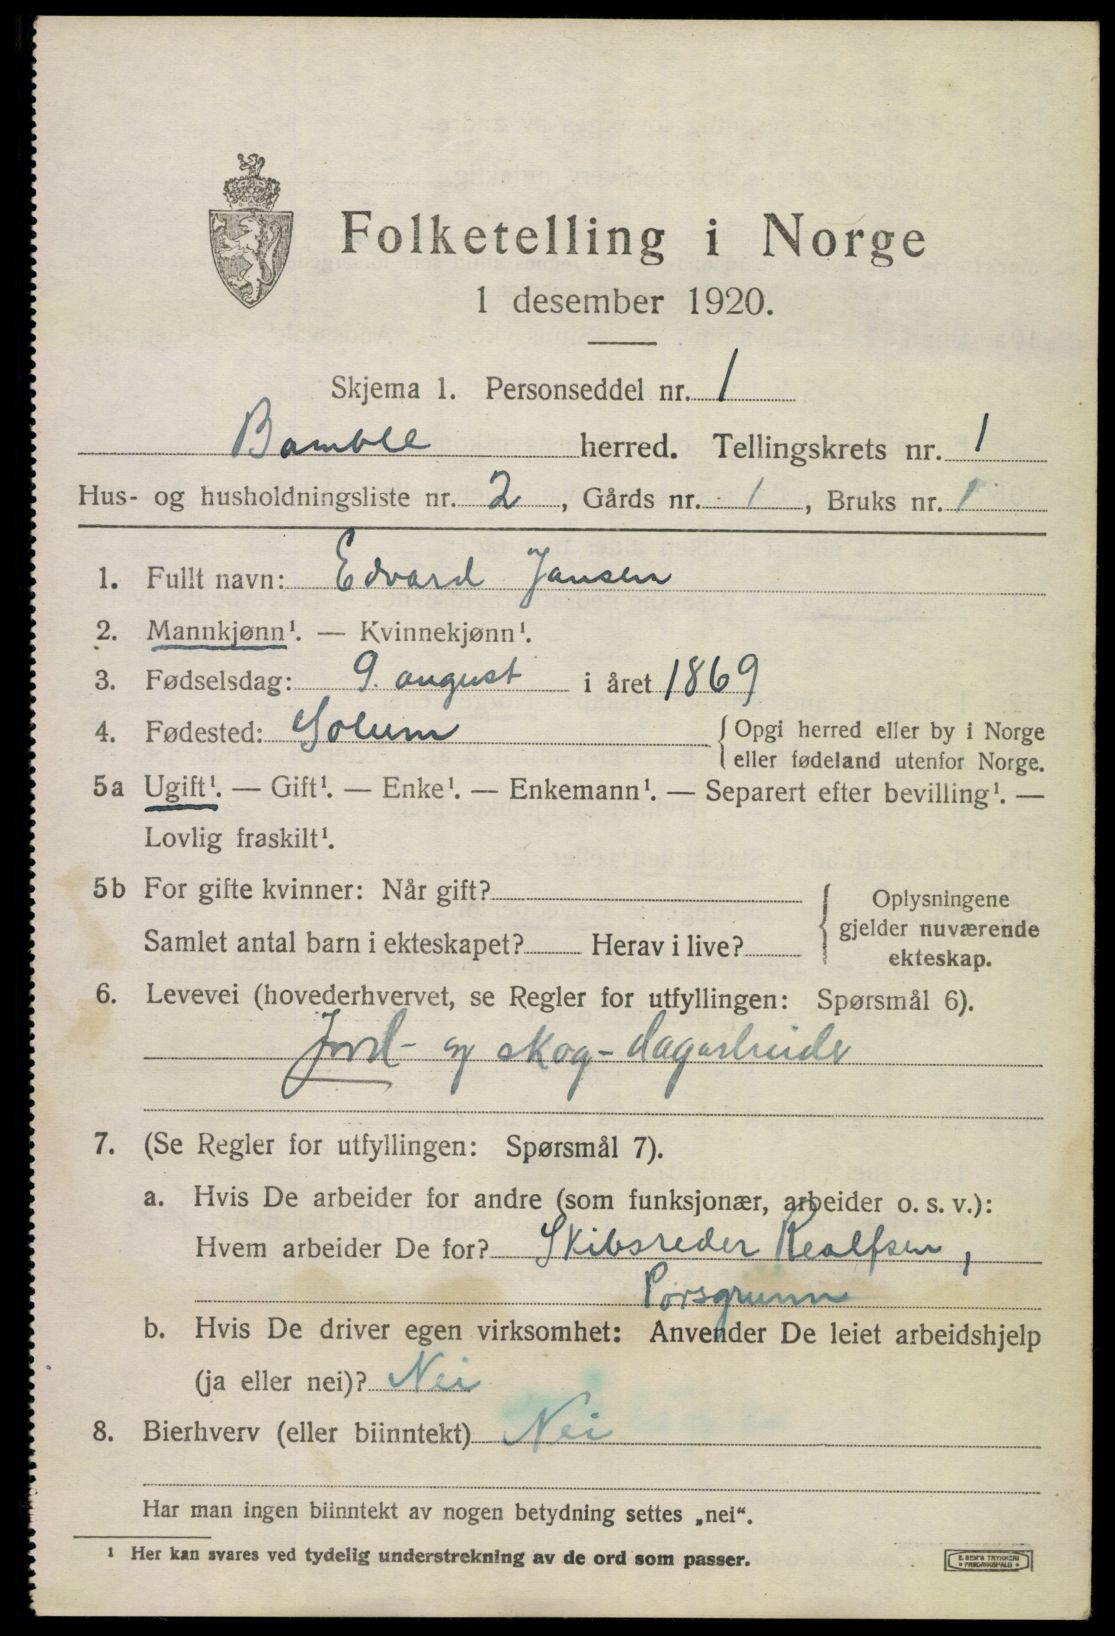 Folketelling i Norge
1 desember 1920.
Skjema 1. Personseddel nr. 1
Bamble herred. Tellingskrets nr. 1
Hus- og husholdningsliste nr. 2, Gårds nr. 1, Bruks nr. 1
1. Fullt navn: Edvard Jansen
2. Mannkjønn¹. — Kvinnekjønn¹.
3. Fødselsdag: 9. august i året 1869
4. Fødested: Solum {Opgi herred eller by i Norge
eller fødeland utenfor Norge.
5a Ugift¹. — Gift¹. — Enke¹. — Enkemann¹. — Separert efter bevilling¹. —
Lovlig fraskilt¹.
5b For gifte kvinner: Når gift?
Samlet antal barn i ekteskapet? Herav i live?
{Oplysningene
gjelder nuværende
ekteskap.
6. Levevei (hovederhvervet, se Regler for utfyllingen: Spørsmål 6).
Jord- og skog-dagarbeide
7. (Se Regler for utfyllingen: Spørsmål 7).
a. Hvis De arbeider for andre (som funksjonær, arbeider o. s. v.):
Hvem arbeider De for? Skibsreder Realfsen,
Porsgrunn
b. Hvis De driver egen virksomhet: Anvender De leiet arbeidshjelp
(ja eller nei)? Nei
8. Bierhverv (eller biinntekt) Nei
Har man ingen biinntekt av nogen betydning settes „nei“.
¹ Her kan svares ved tydelig understrekning av de ord som passer.